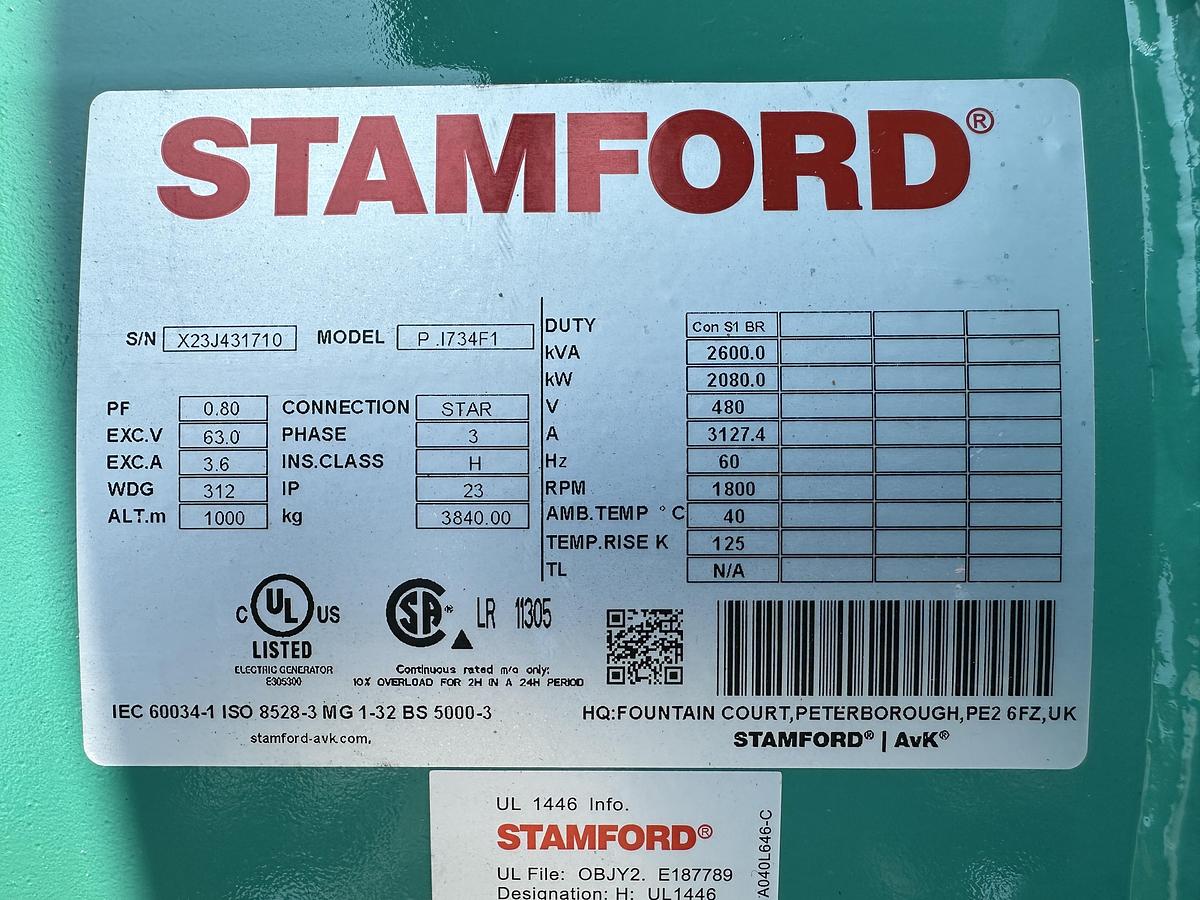 STAMFORD®
S/N X23J431710 MODEL P .I734F1
PF 0.80 CONNECTION STAR
EXC.V 63.0 PHASE 3
EXC.A 3.6 INS.CLASS H
WDG 312 IP 23
ALT.m 1000 kg 3840.00
DUTY Con S1 BR
kVA 2600.0
kW 2080.0
V 480
A 3127.4
Hz 60
RPM 1800
AMB.TEMP °C 40
TEMP.RISE K 125
TL N/A
C UL US
LISTED
ELECTRIC GENERATOR
E305300
SA® LR 11305
Continuous rated m/c only:
10% OVERLOAD FOR 2H IN A 24H PERIOD
IEC 60034-1 ISO 8528-3 MG 1-32 BS 5000-3
stamford-avk.com,
HQ:FOUNTAIN COURT,PETERBOROUGH,PE2 6FZ,UK
STAMFORD® | AvK®
UL 1446 Info.
STAMFORD®
UL File: OBJY2. E187789
Designation: H: UL1446
A040L646-C